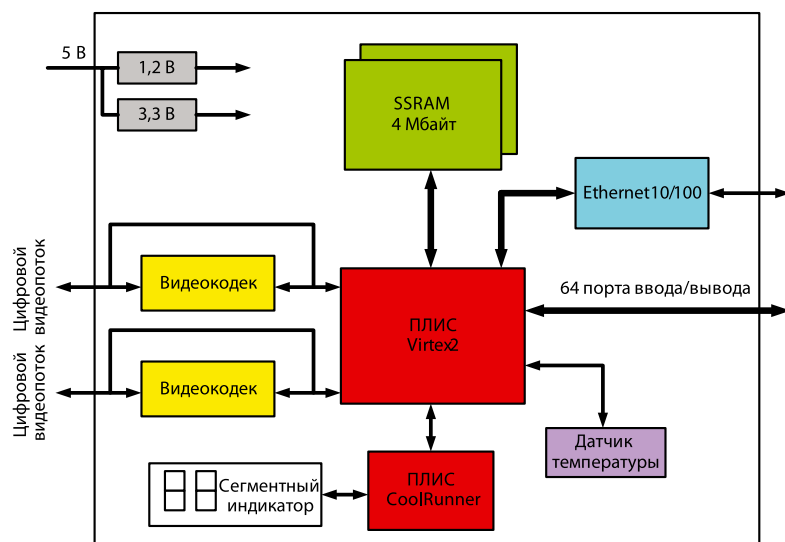 5 В
1,2 В
3,3 В
SSRAM
4 Мбайт
Ethernet10/100
Цифровой
видеопоток
Видеокодек
64 порта ввода/вывода
ПЛИС
Virtex2
Цифровой
видеопоток
Видеокодек
Датчик
температуры
Сегментный
индикатор
ПЛИС
CoolRunner